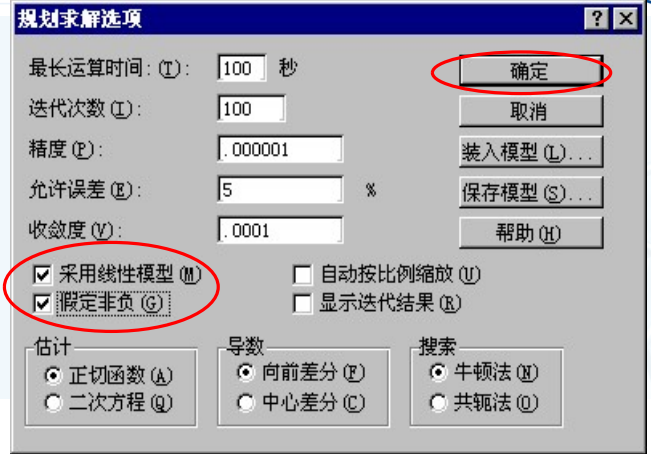 规划求解选项
最长运算时间:(T): 100 秒 确定
迭代次数(I): 100 取消
精度(P): .000001 装入模型(L)...
允许误差(E): 5 % 保存模型(S)...
收敛度(V): .0001 帮助(H)
采用线性模型(M) 自动按比例缩放(U)
假定非负(G) 显示迭代结果(R)
估计 导数 搜索
正切函数(A) 向前差分(F) 牛顿法(N)
二次方程(Q) 中心差分(C) 共轭法(O)